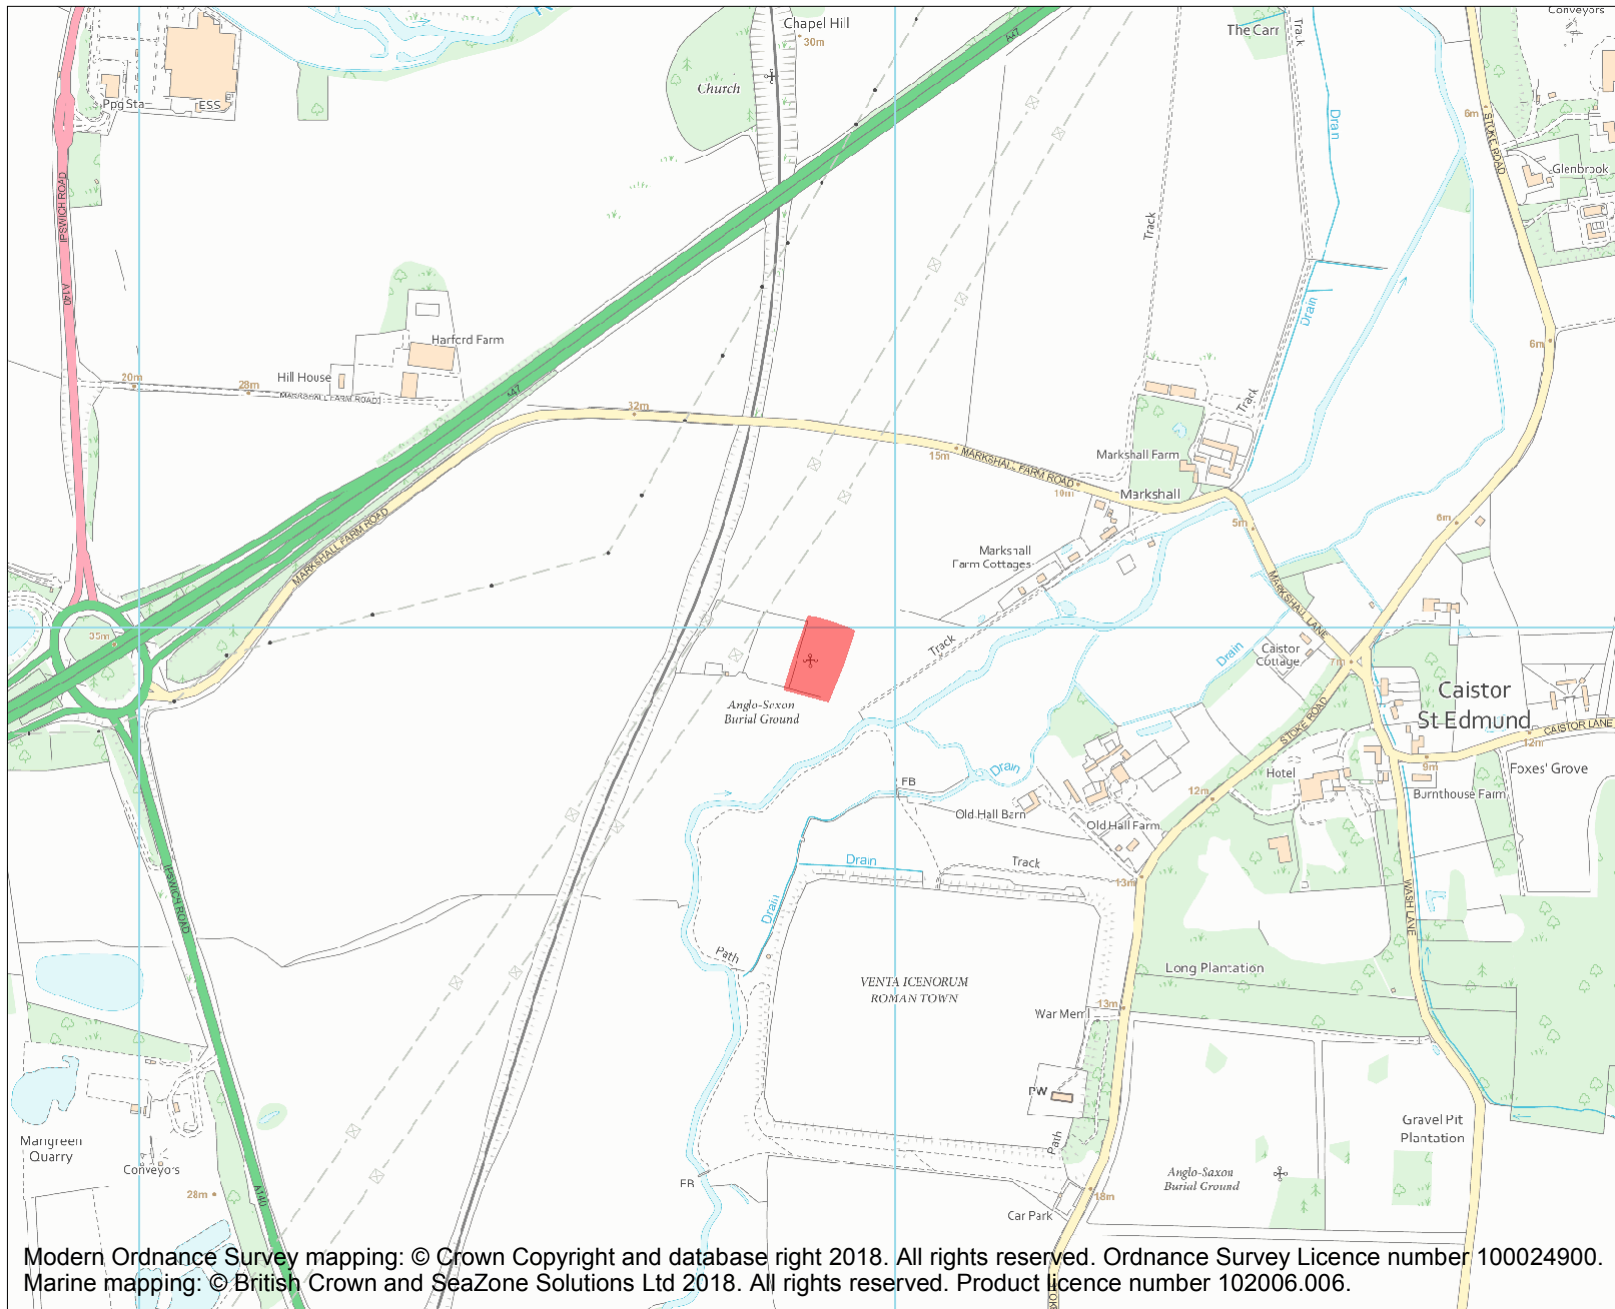 Chapel Hill
30m
The Carr
Track
Conveyors
A47
Church
Ppg Sta
ESS
Drain
6m
STOKE ROAD
Glenbrook
IPSWICH ROAD
Track
A140
Harford Farm
Drain
6m
Hill House
20m
28m
MARKSHALL FARM ROAD
A47
32m
Track
15m
MARKSHALL FARM ROAD
Markshall Farm
Markshall
5m
6m
MARKSHALL FARM ROAD
Markshall
Farm Cottages
MARKSHALL LANE
35m
Track
Drain
Caistor
Cottage
7m
Anglo-Saxon
Burial Ground
Caistor
St Edmund
STOKE ROAD
CAISTOR LANE
12m
Drain
FB
Hotel
9m
Foxes' Grove
12m
Burnthouse Farm
Old Hall Barn
Old Hall Farm
Drain
Track
13m
IPSWICH ROAD
Drain
WASH LANE
Path
Long Plantation
VENTA ICENORUM
ROMAN TOWN
13m
War Meml
PW
Mangreen
Quarry
Conveyors
Gravel Pit
Plantation
Path
Anglo-Saxon
Burial Ground
FB
28m
A140
18m
Car Park
Modern Ordnance Survey mapping: © Crown Copyright and database right 2018. All rights reserved. Ordnance Survey Licence number 100024900.
Marine mapping: © British Crown and SeaZone Solutions Ltd 2018. All rights reserved. Product licence number 102006.006.